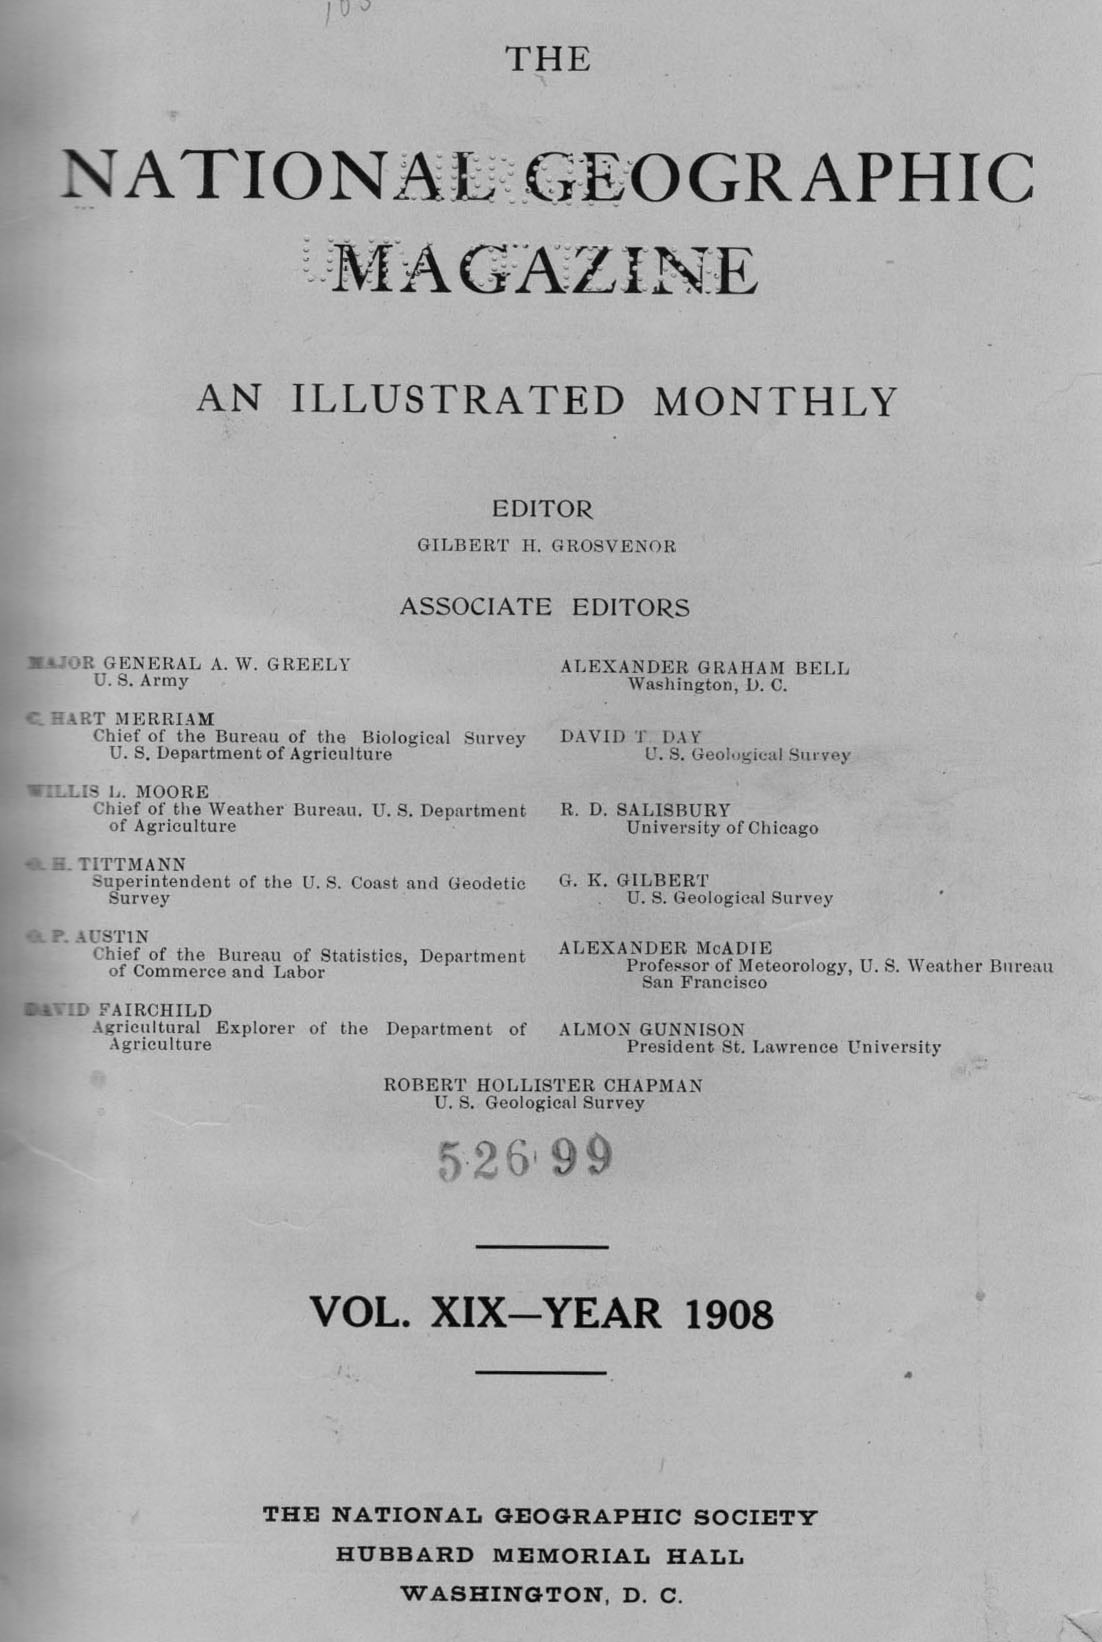 THE
NATIONAL GEOGRAPHIC
MAGAZINE
AN ILLUSTRATED MONTHLY
EDITOR
GILBERT H. GROSVENOR
ASSOCIATE EDITORS
MAJOR GENERAL A. W. GREELY
U. S. Army
C. HART MERRIAM
Chief of the Bureau of the Biological Survey
U. S. Department of Agriculture
WILLIS L. MOORE
Chief of the Weather Bureau, U. S. Department
of Agriculture
O. H. TITTMANN
Superintendent of the U. S. Coast and Geodetic
Survey
O. P. AUSTIN
Chief of the Bureau of Statistics, Department
of Commerce and Labor
DAVID FAIRCHILD
Agricultural Explorer of the Department of
Agriculture
ALEXANDER GRAHAM BELL
Washington, D. C.
DAVID T. DAY
U. S. Geological Survey
R. D. SALISBURY
University of Chicago
G. K. GILBERT
U. S. Geological Survey
ALEXANDER McADIE
Professor of Meteorology, U. S. Weather Bureau
San Francisco
ALMON GUNNISON
President St. Lawrence University
ROBERT HOLLISTER CHAPMAN
U. S. Geological Survey
52699
VOL. XIX—YEAR 1908
THE NATIONAL GEOGRAPHIC SOCIETY
HUBBARD MEMORIAL HALL
WASHINGTON, D. C.